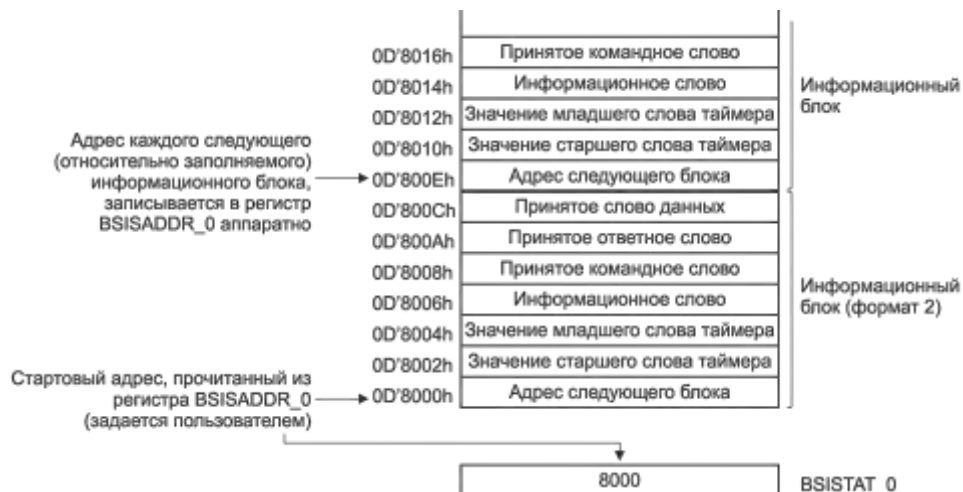 0D'8016h Принятое командное слово
0D'8014h Информационное слово
0D'8012h Значение младшего слова таймера
0D'8010h Значение старшего слова таймера
0D'800Eh Адрес следующего блока
0D'800Ch Принятое слово данных
0D'800Ah Принятое ответное слово
0D'8008h Принятое командное слово
0D'8006h Информационное слово
0D'8004h Значение младшего слова таймера
0D'8002h Значение старшего слова таймера
0D'8000h Адрес следующего блока
Информационный
блок
Адрес каждого следующего
(относительно заполняемого)
информационного блока,
записывается в регистр
BSISADDR_0 аппаратно
Информационный
блок (формат 2)
Стартовый адрес, прочитанный из
регистра BSISADDR_0
(задается пользователем)
8000 BSISTAT_0